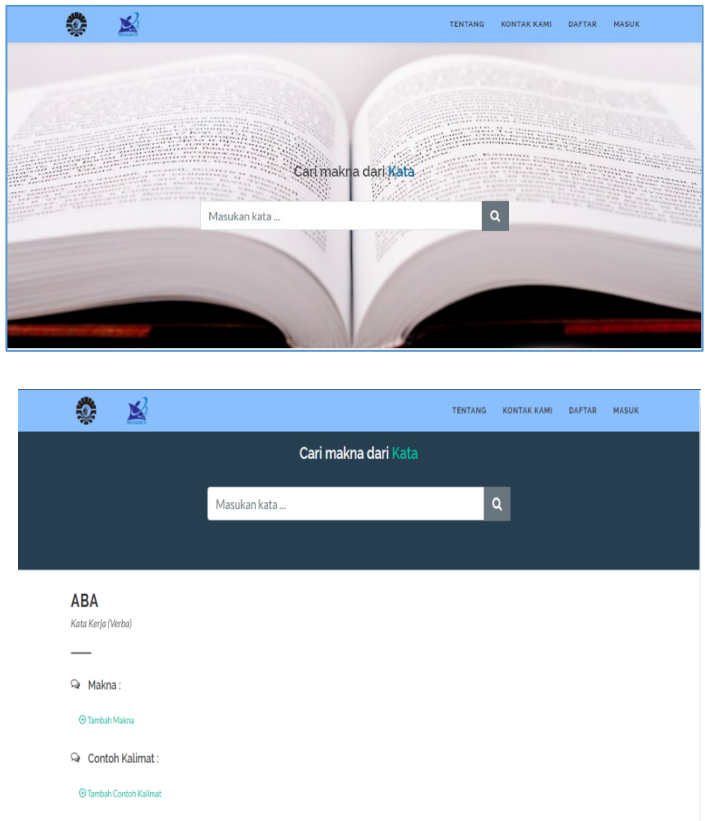 TENTANG KONTAK KAMI DAFTAR MASUK
Cari makna dari Kata
Masukan kata ...
TENTANG KONTAK KAMI DAFTAR MASUK
Cari makna dari Kata
Masukan kata ...
ABA
Kata Kerja (Verba)
Makna :
Tambah Makna
Contoh Kalimat :
Tambah Contoh Kalimat